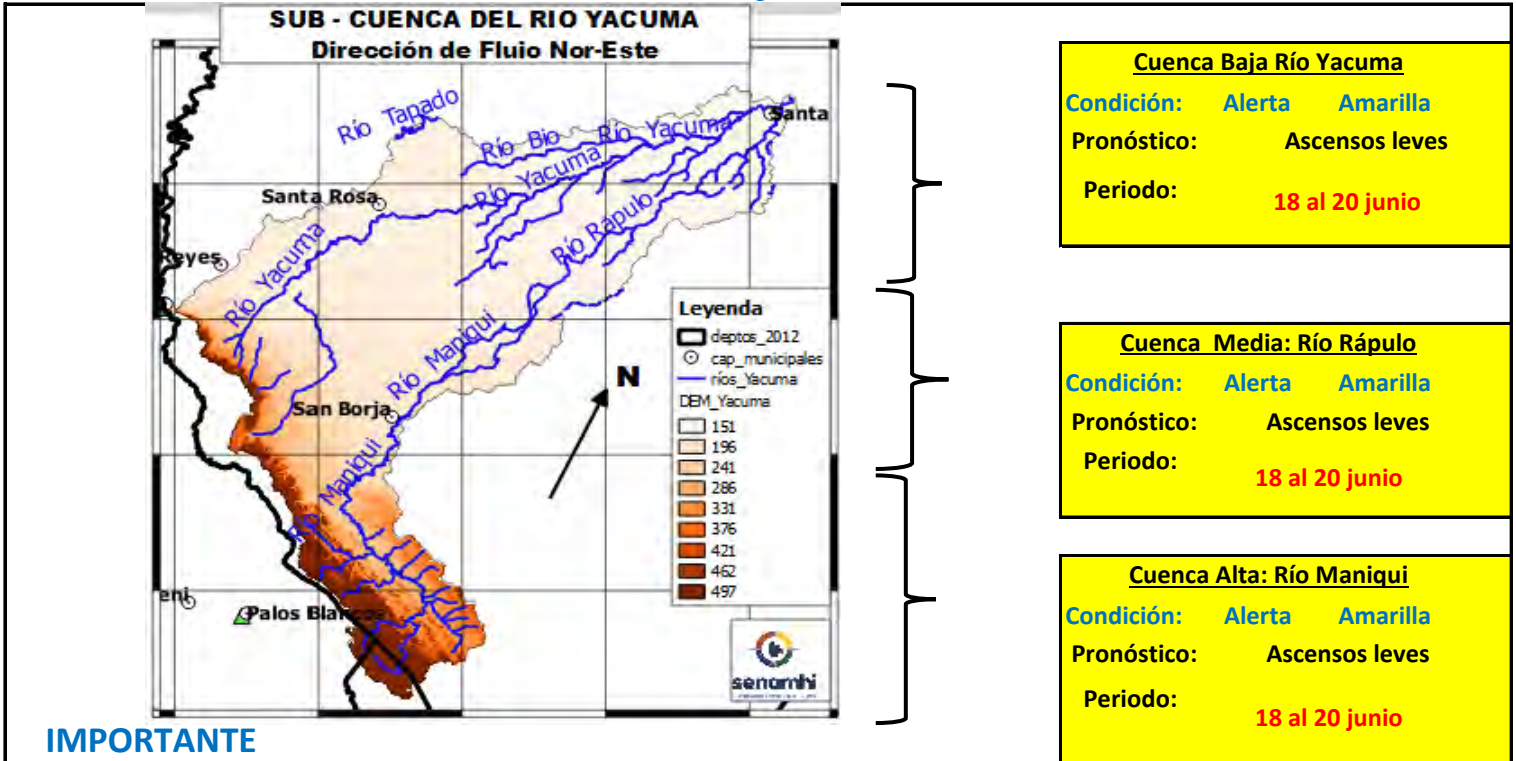 SUB - CUENCA DEL RIO YACUMA
Dirección de Flujo Nor-Este
Río Tapado
Río Bio
Río Yacuma
Santa
Río Yacuma
Santa Rosa
Río Rápulo
Reyes
Río Yacuma
Río Maniqui
San Borja
Río Maniqui
eni
Palos Blancos
N
Leyenda
deptos_2012
cap_municipales
ríos_Yacuma
DEM_Yacuma
151
196
241
286
331
376
421
462
497
senamhi
Cuenca Baja Río Yacuma
Condición: Alerta Amarilla
Pronóstico: Ascensos leves
Periodo: 18 al 20 junio
Cuenca Media: Río Rápulo
Condición: Alerta Amarilla
Pronóstico: Ascensos leves
Periodo: 18 al 20 junio
Cuenca Alta: Río Maniqui
Condición: Alerta Amarilla
Pronóstico: Ascensos leves
Periodo: 18 al 20 junio
IMPORTANTE